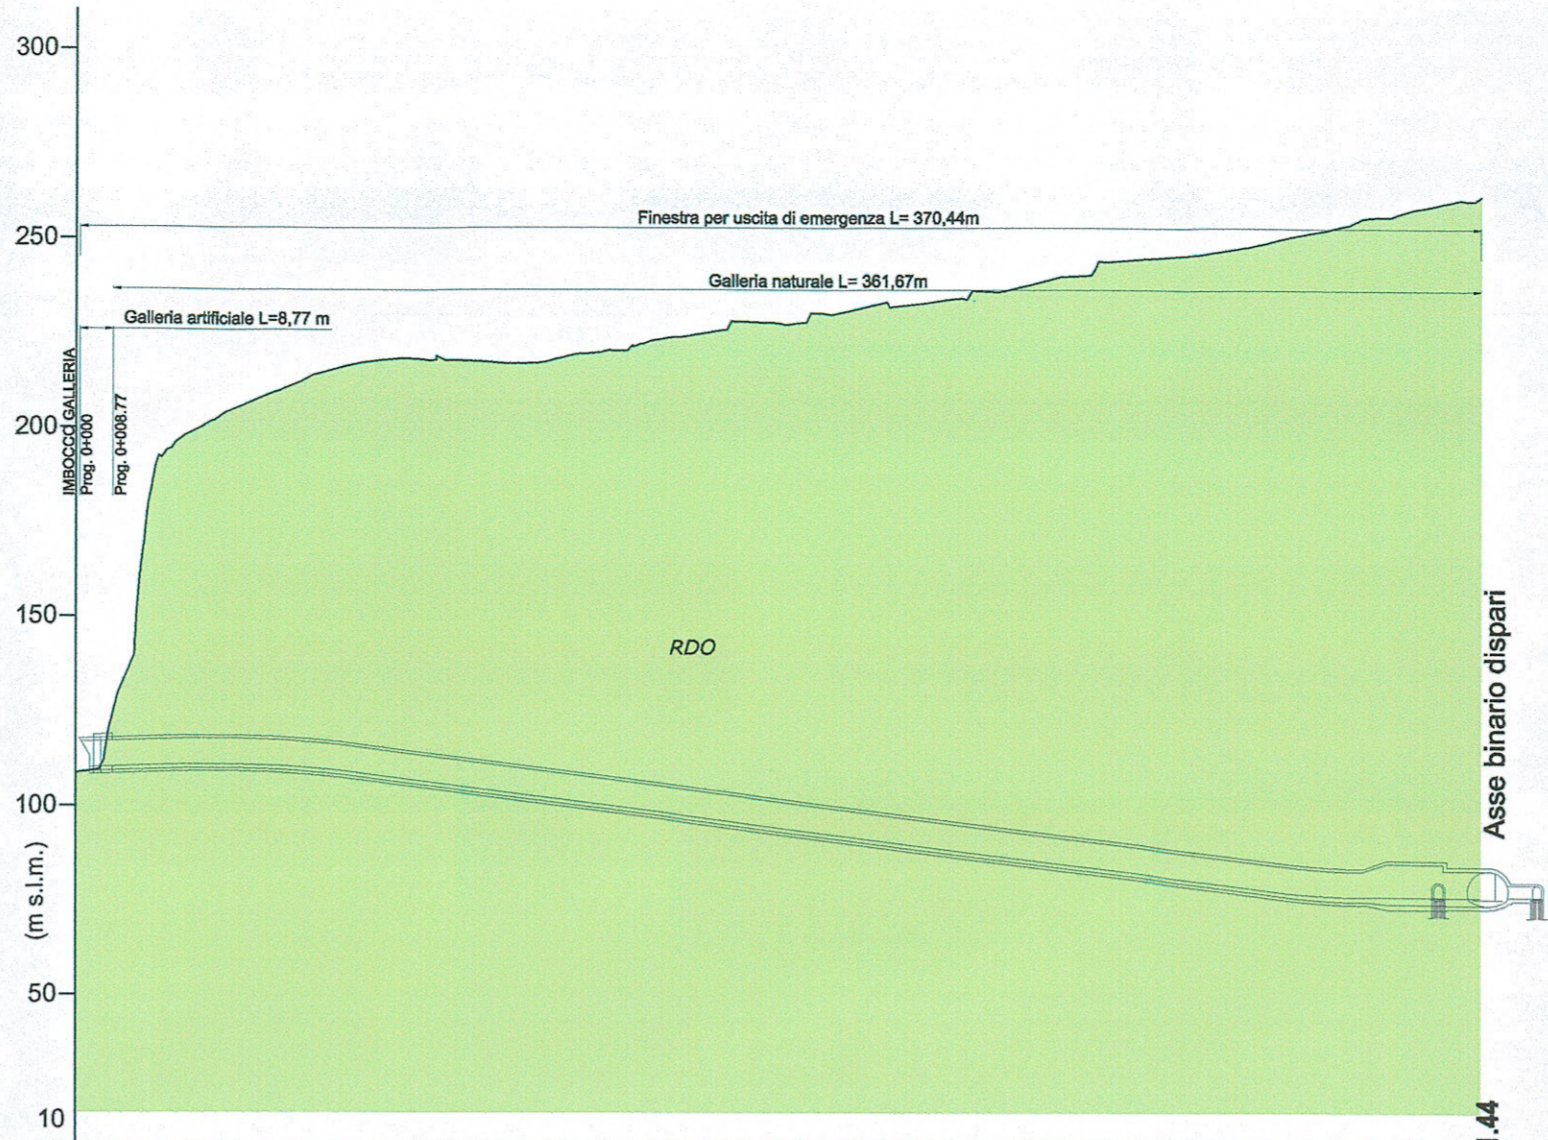 300
Finestra per uscita di emergenza L= 370,44m
250
Galleria naturale L= 361,67m
Galleria artificiale L=8,77 m
IMBOCCO GALLERIA
Prog. 0+000
Prog. 0+008.77
200
150
RDO
Asse binario dispari
100
(m s.l.m.)
50
10
.44